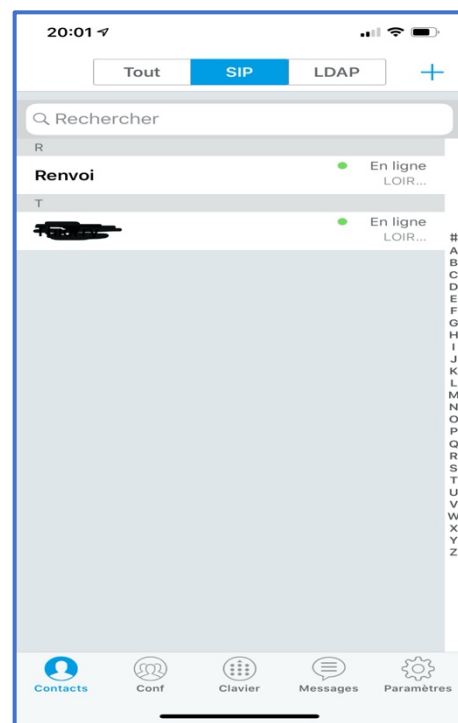 20:01
Tout SIP LDAP +
Rechercher
R
Renvoi En ligne
LOIR...
T
En ligne
LOIR...
#
A
B
C
D
E
F
G
H
I
J
K
L
M
N
O
P
Q
R
S
T
U
V
W
X
Y
Z
Contacts Conf Clavier Messages Paramètres